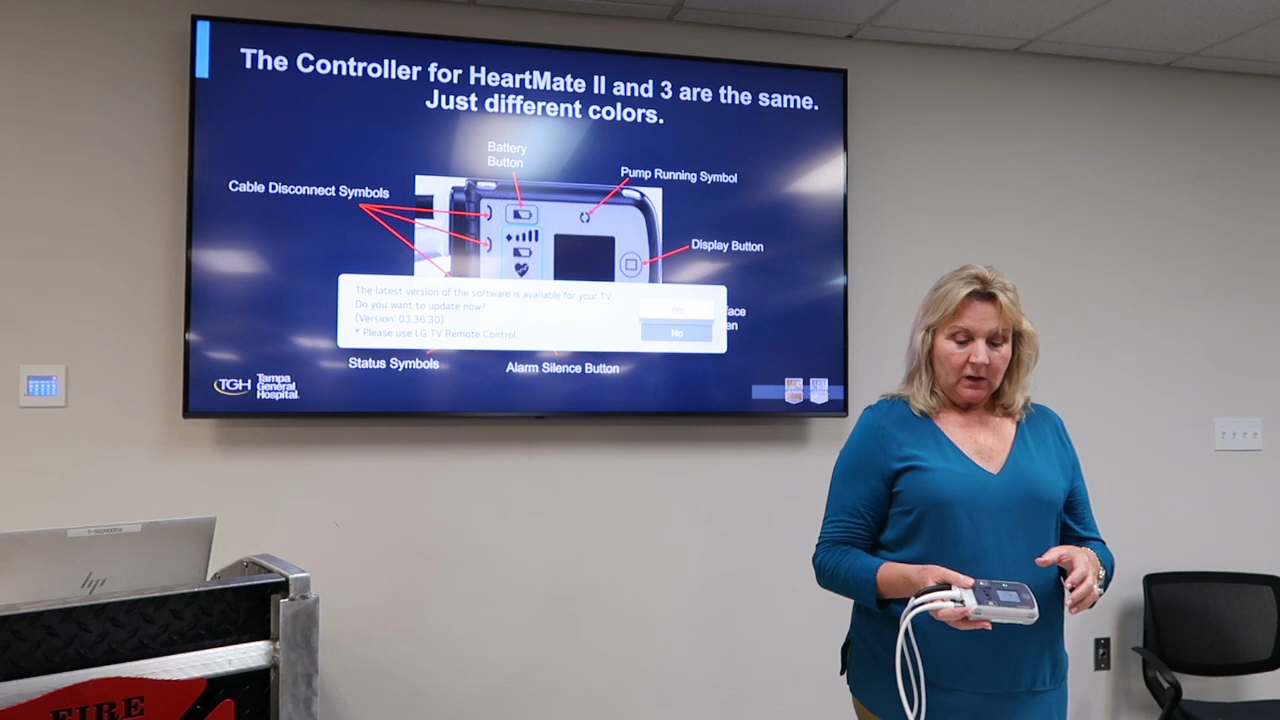 The Controller for HeartMate II and 3 are the same.
Just different colors.
Battery
Button
Pump Running Symbol
Cable Disconnect Symbols
Display Button
The latest version of the software is available for your TV.
Do you want to update now?
(Version: 03.36.30)
* Please use LG TV Remote Control.
Yes
No
Status Symbols
Alarm Silence Button
TGH
Tampa
General
Hospital.
hp
FIRE